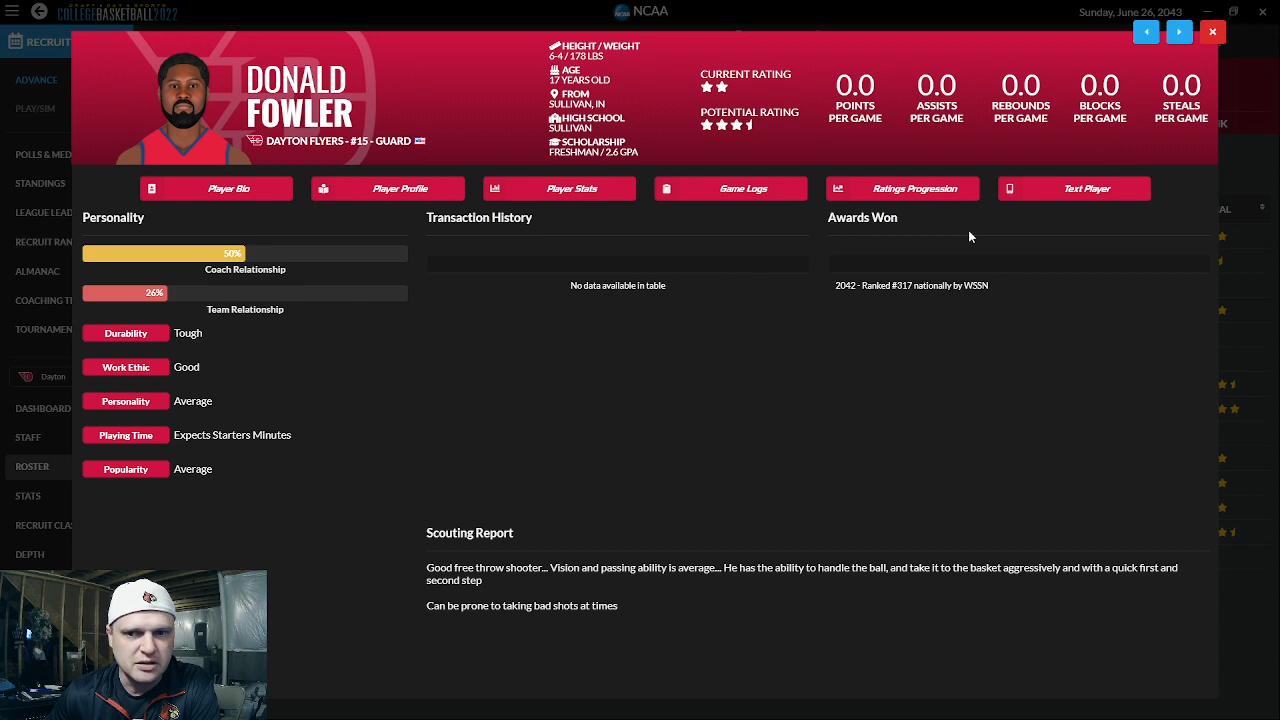 DRAFT DAY SPORTS
COLLEGE BASKETBALL 2022
NCAA
Sunday, June 26, 2043
RECRUIT
ADVANCE
PLAY/SIM
POLLS & MED
STANDINGS
LEAGUE LEAD
RECRUIT RAN
ALMANAC
COACHING T
TOURNAMEN
Dayton
DASHBOARD
STAFF
ROSTER
STATS
RECRUIT CLA
DEPTH
DONALD
FOWLER
DAYTON FLYERS - #15 - GUARD
HEIGHT / WEIGHT
6-4 / 178 LBS
AGE
17 YEARS OLD
FROM
SULLIVAN, IN
HIGH SCHOOL
SULLIVAN
SCHOLARSHIP
FRESHMAN / 2.6 GPA
CURRENT RATING
POTENTIAL RATING
0.0
POINTS
PER GAME
0.0
ASSISTS
PER GAME
0.0
REBOUNDS
PER GAME
0.0
BLOCKS
PER GAME
0.0
STEALS
PER GAME
K
AL
Player Bio
Player Profile
Player Stats
Game Logs
Ratings Progression
Text Player
Personality
50%
Coach Relationship
26%
Team Relationship
Durability Tough
Work Ethic Good
Personality Average
Playing Time Expects Starters Minutes
Popularity Average
Transaction History
No data available in table
Awards Won
2042 - Ranked #317 nationally by WSSN
Scouting Report
Good free throw shooter... Vision and passing ability is average... He has the ability to handle the ball, and take it to the basket aggressively and with a quick first and
second step
Can be prone to taking bad shots at times